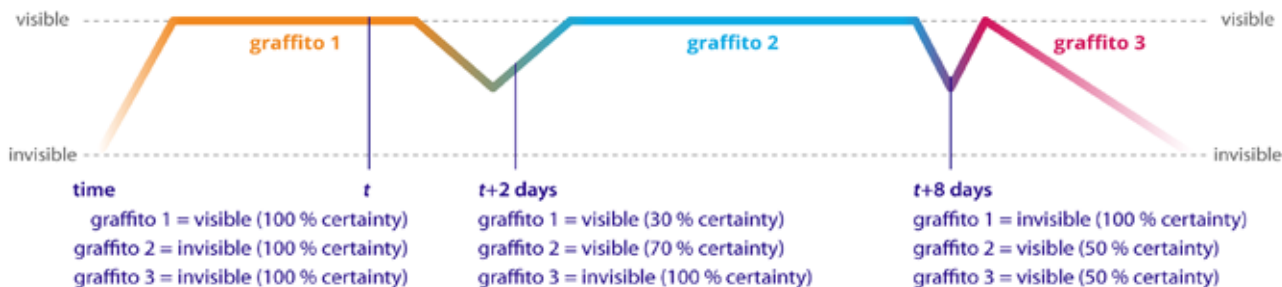 visible visible
graffito 1 graffito 2 graffito 3
invisible invisible
time t t+2 days t+8 days
graffito 1 = visible (100 % certainty) graffito 1 = visible (30 % certainty) graffito 1 = invisible (100 % certainty)
graffito 2 = invisible (100 % certainty) graffito 2 = visible (70 % certainty) graffito 2 = visible (50 % certainty)
graffito 3 = invisible (100 % certainty) graffito 3 = invisible (100 % certainty) graffito 3 = visible (50 % certainty)